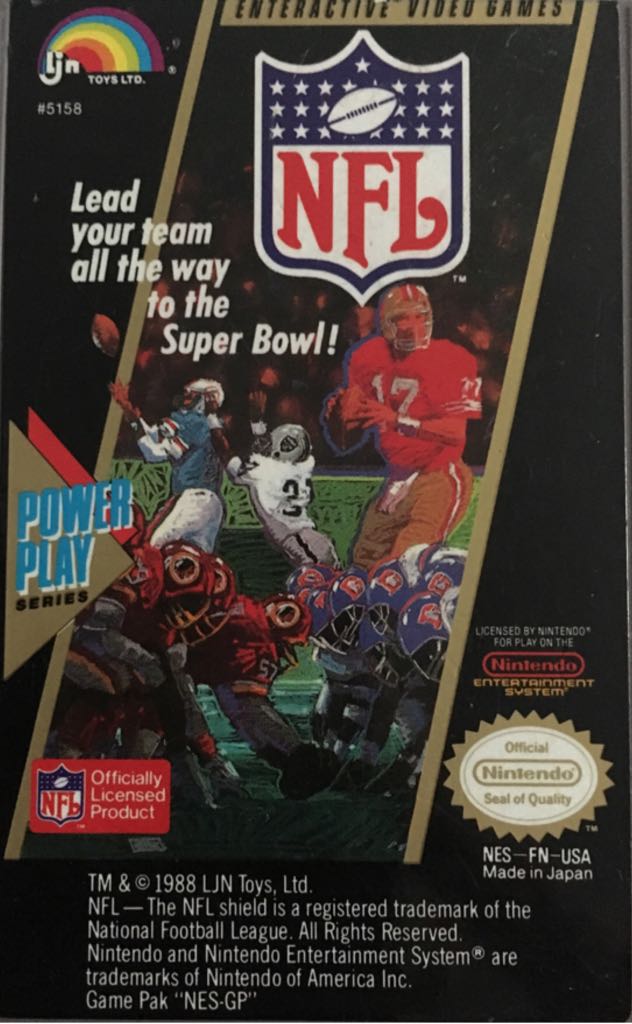 ENTERACTIVE VIDEO GAMES
LJN
TOYS LTD.®
#5158
NFL
™
Lead
your team
all the way
to the
Super Bowl!
17
POWER
PLAY
SERIES
LICENSED BY NINTENDO®
FOR PLAY ON THE
Nintendo
ENTERTAINMENT
SYSTEM®
Official
Nintendo®
Seal of Quality
™
NFL
Officially
Licensed
Product
NES-FN-USA
Made in Japan
TM & © 1988 LJN Toys, Ltd.
NFL — The NFL shield is a registered trademark of the
National Football League. All Rights Reserved.
Nintendo and Nintendo Entertainment System® are
trademarks of Nintendo of America Inc.
Game Pak "NES-GP"